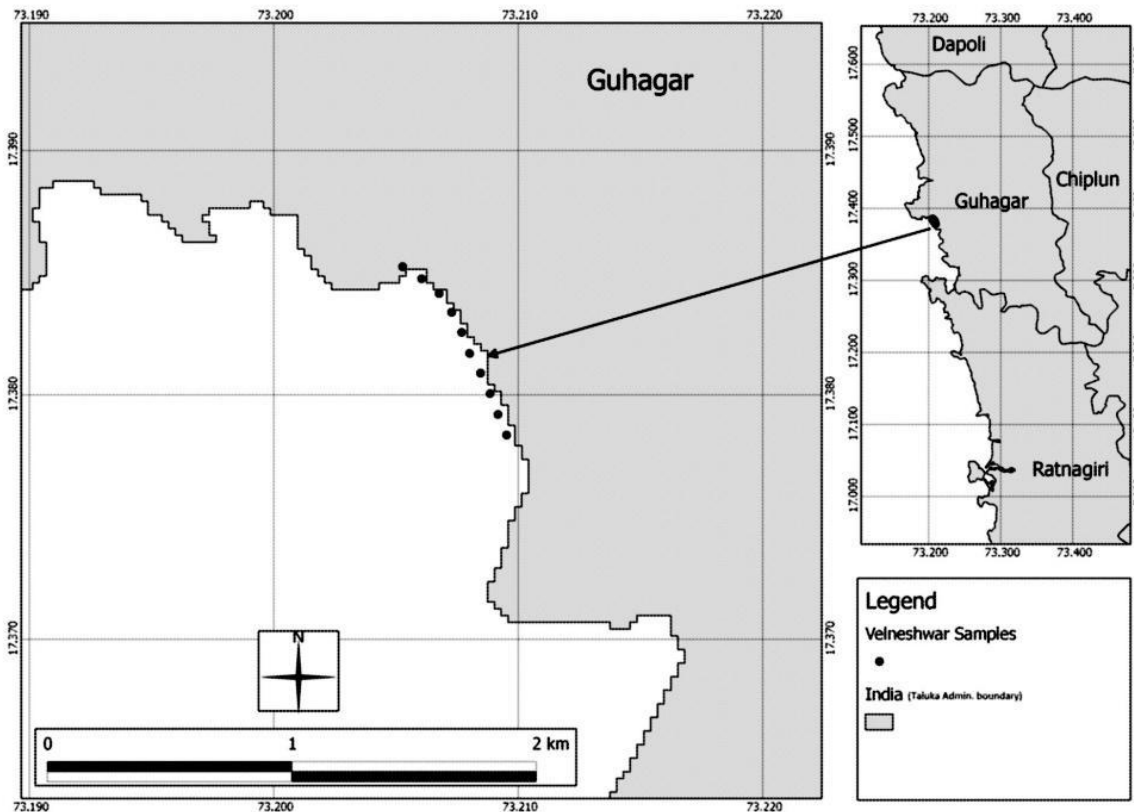 73.190 73.200 73.210 73.220
Guhagar
17.390 17.390
17.380 17.380
17.370 17.370
N
0 1 2 km
73.190 73.200 73.210 73.220
73.200 73.300 73.400
Dapoli
17.600
17.500
Chiplun
Guhagar
17.400
17.300
17.200
17.100
Ratnagiri
17.000
73.200 73.300 73.400
Legend
Velneshwar Samples
India (Taluka Admin. boundary)